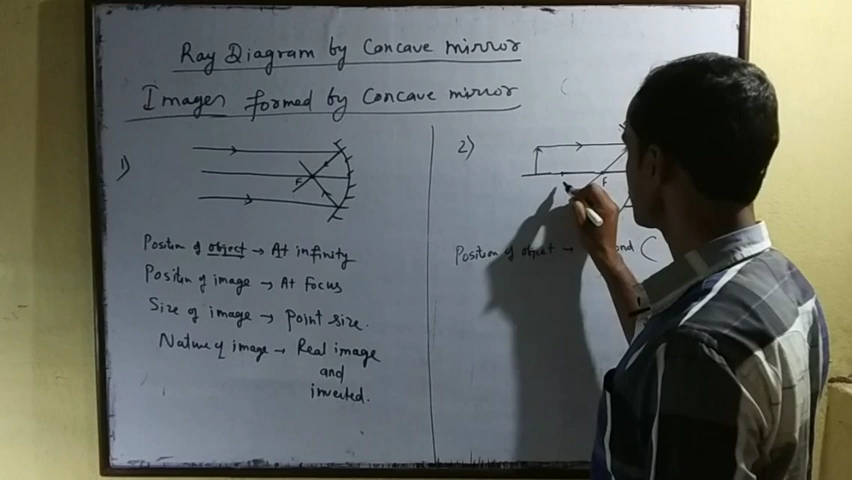 Ray Diagram by Concave mirror
Images formed by Concave mirror
1)
F
Position of object → At infinity
Position of image → At Focus
Size of image → point size.
Nature of image → Real image
and
inverted.
2)
F
Position of object →